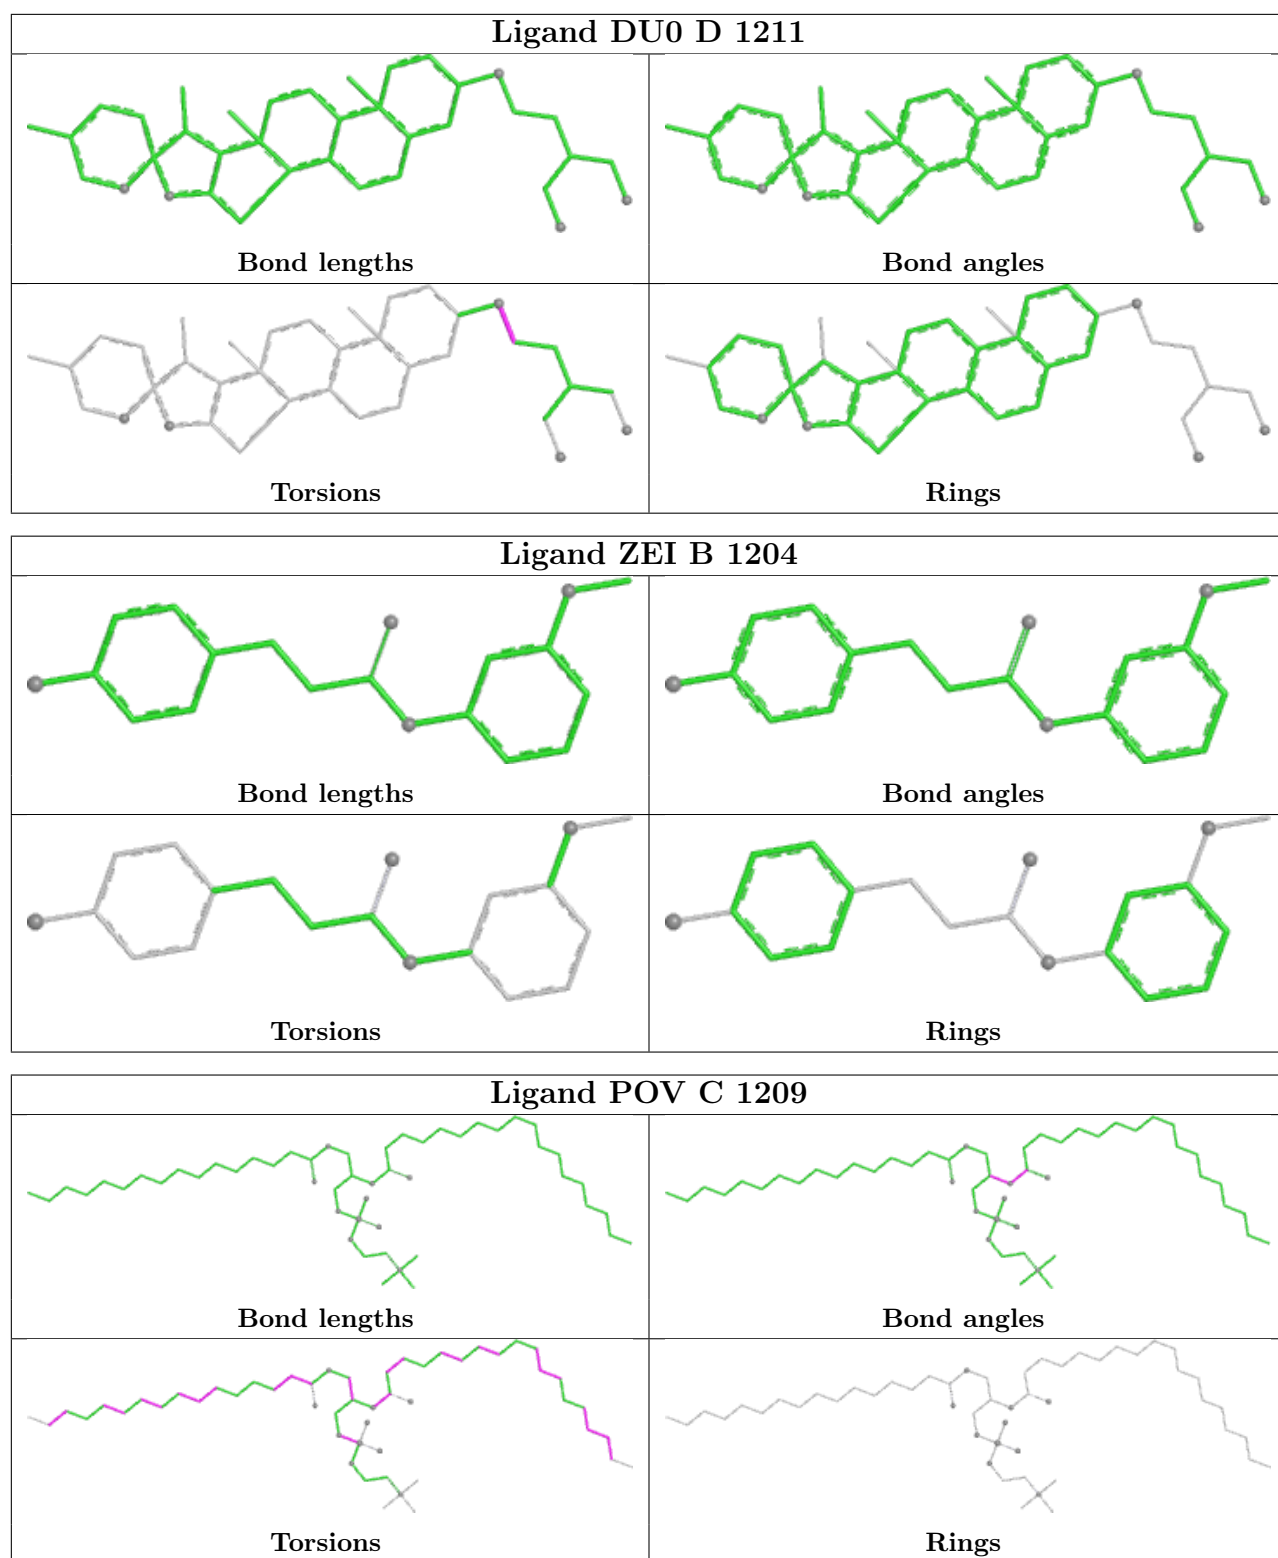 Ligand DU0 D 1211
Bond lengths
Bond angles
Torsions
Rings
Ligand ZEI B 1204
Bond lengths
Bond angles
Torsions
Rings
Ligand POV C 1209
Bond lengths
Bond angles
Torsions
Rings